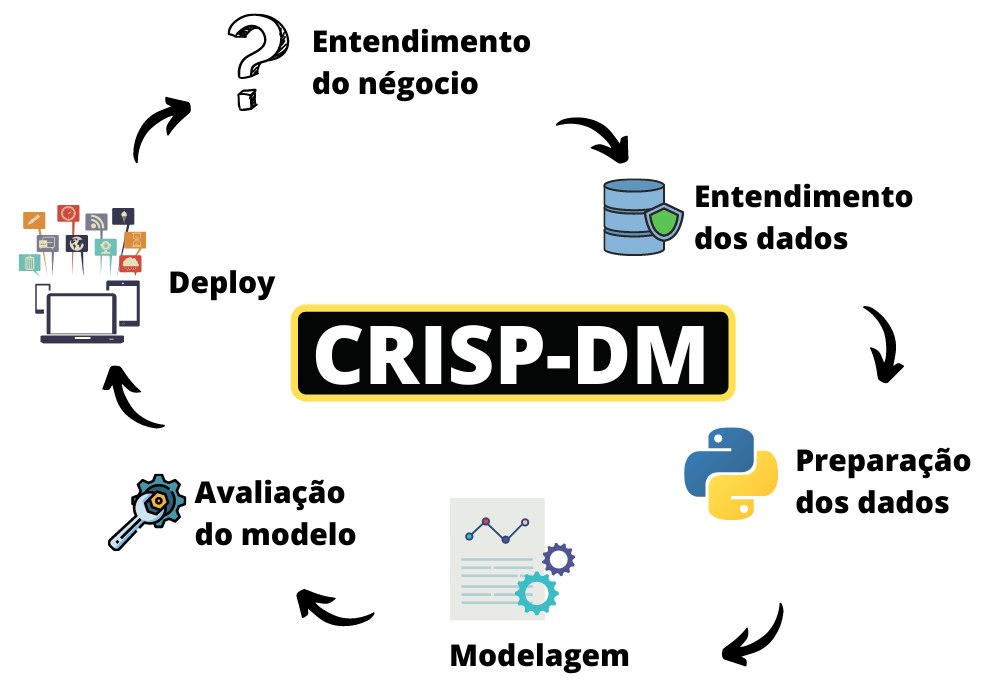 Entendimento
do négocio
Entendimento
dos dados
Deploy
CRISP-DM
Preparação
dos dados
Avaliação
do modelo
Modelagem